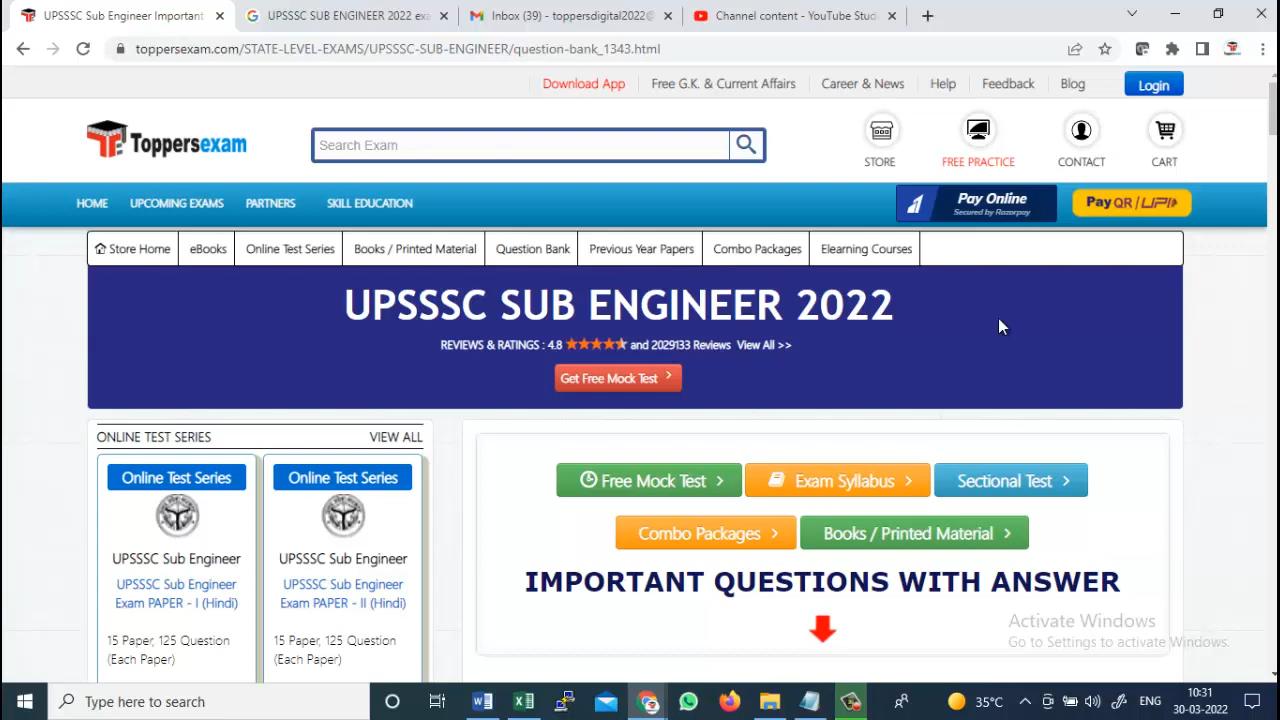 UPSSSC Sub Engineer Important
UPSSSC SUB ENGINEER 2022 exa
Inbox (39) - toppersdigital2022@
Channel content - YouTube Studi
toppersexam.com/STATE-LEVEL-EXAMS/UPSSSC-SUB-ENGINEER/question-bank_1343.html
Download App
Free G.K. & Current Affairs
Career & News
Help
Feedback
Blog
Login
Toppersexam
Search Exam
STORE
FREE PRACTICE
CONTACT
CART
HOME
UPCOMING EXAMS
PARTNERS
SKILL EDUCATION
Pay Online
Secured by Razorpay
Pay QR / UPI
Store Home
eBooks
Online Test Series
Books / Printed Material
Question Bank
Previous Year Papers
Combo Packages
Elearning Courses
UPSSSC SUB ENGINEER 2022
REVIEWS & RATINGS : 4.8 and 2029133 Reviews View All >>
Get Free Mock Test
ONLINE TEST SERIES
VIEW ALL
Online Test Series
UPSSSC Sub Engineer
UPSSSC Sub Engineer
Exam PAPER - I (Hindi)
15 Paper, 125 Question
(Each Paper)
Online Test Series
UPSSSC Sub Engineer
UPSSSC Sub Engineer
Exam PAPER - II (Hindi)
15 Paper, 125 Question
(Each Paper)
Free Mock Test
Exam Syllabus
Sectional Test
Combo Packages
Books / Printed Material
IMPORTANT QUESTIONS WITH ANSWER
Activate Windows
Go to Settings to activate Windows.
Type here to search
35°C
ENG
10:31
30-03-2022